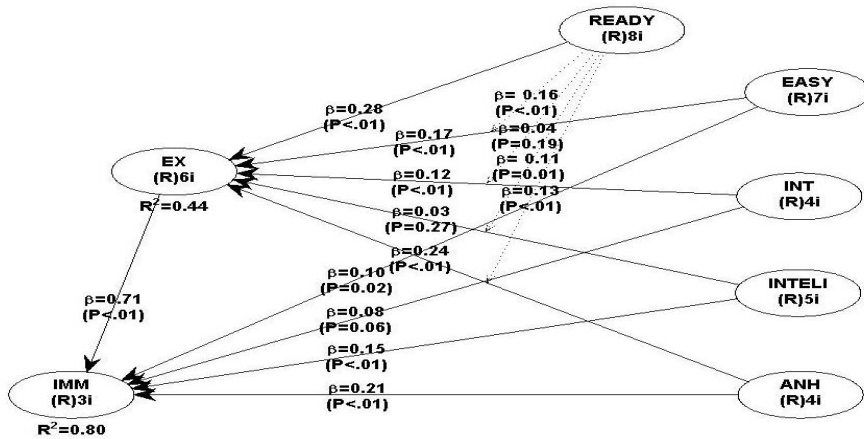 READY
(R)8i
EASY
(R)7i
β= 0.16
(P<.01)
β=0.28
(P<.01)
β=0.17
(P<.01)
β=0.04
(P=0.19)
EX
(R)6i
R²=0.44
β=0.12
(P<.01)
β= 0.11
(P=0.01)
β=0.13
(P<.01)
INT
(R)4i
β=0.03
(P=0.27)
β=0.24
(P<.01)
β=0.10
(P=0.02)
INTELI
(R)5i
β=0.71
(P<.01)
β=0.08
(P=0.06)
β=0.15
(P<.01)
IMM
(R)3i
R²=0.80
β=0.21
(P<.01)
ANH
(R)4i